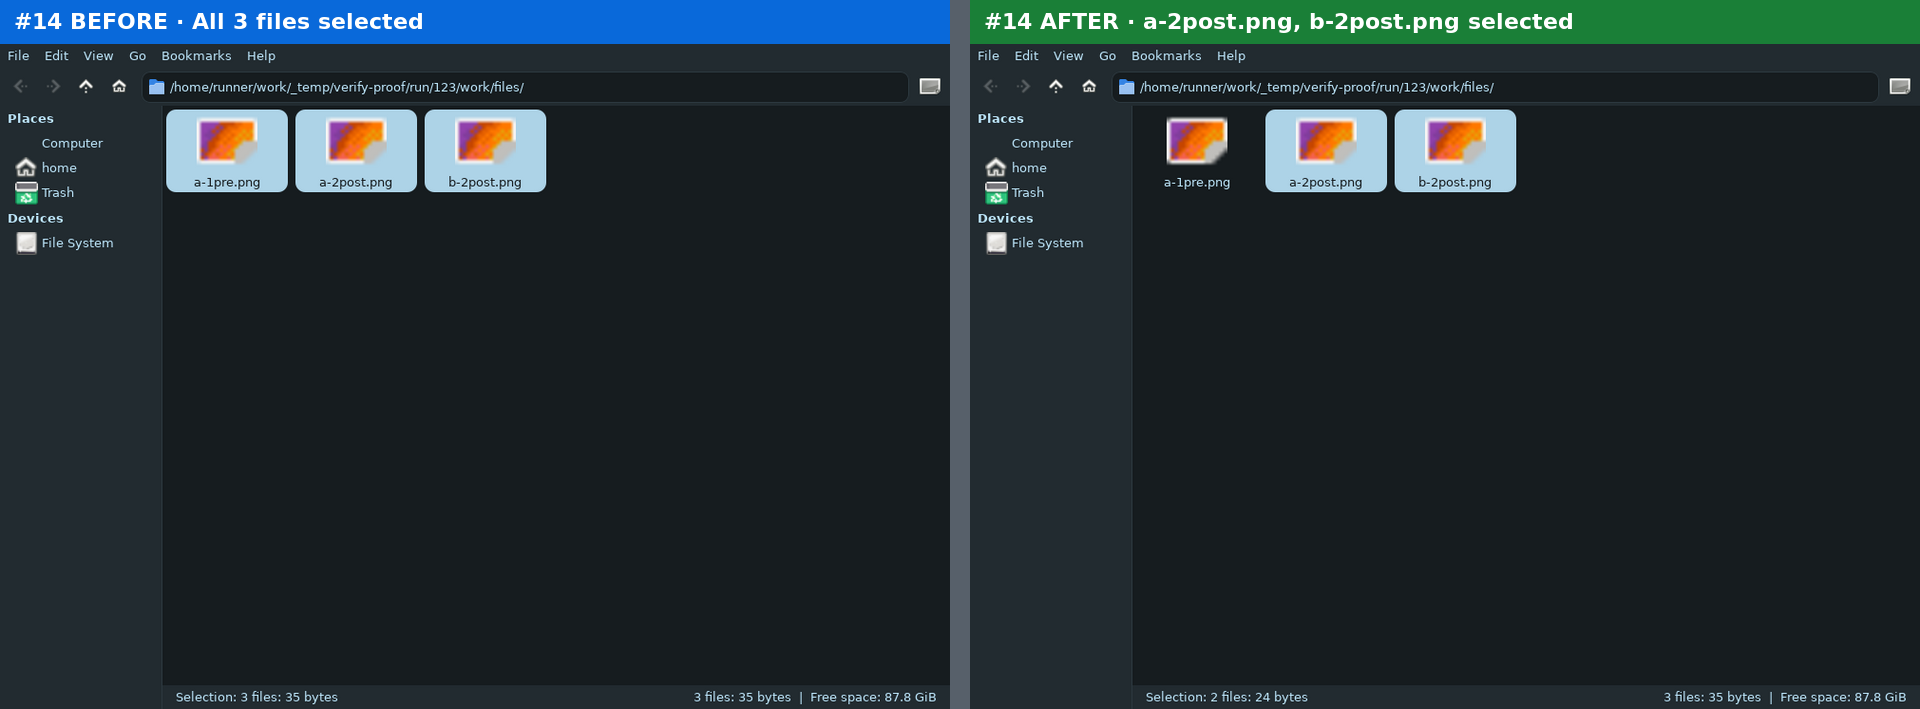 #14 BEFORE · All 3 files selected
File Edit View Go Bookmarks Help
/home/runner/work/_temp/verify-proof/run/123/work/files/
Places
Computer
home
Trash
Devices
File System
a-1pre.png a-2post.png b-2post.png
Selection: 3 files: 35 bytes 3 files: 35 bytes | Free space: 87.8 GiB
#14 AFTER · a-2post.png, b-2post.png selected
File Edit View Go Bookmarks Help
/home/runner/work/_temp/verify-proof/run/123/work/files/
Places
Computer
home
Trash
Devices
File System
a-1pre.png a-2post.png b-2post.png
Selection: 2 files: 24 bytes 3 files: 35 bytes | Free space: 87.8 GiB